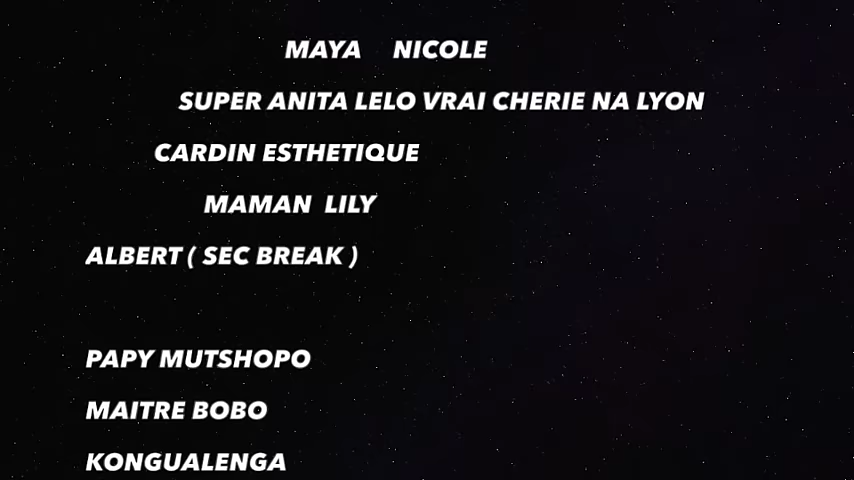 MAYA NICOLE
SUPER ANITA LELO VRAI CHERIE NA LYON
CARDIN ESTHETIQUE
MAMAN LILY
ALBERT ( SEC BREAK )
PAPY MUTSHOPO
MAITRE BOBO
KONGUALENGA